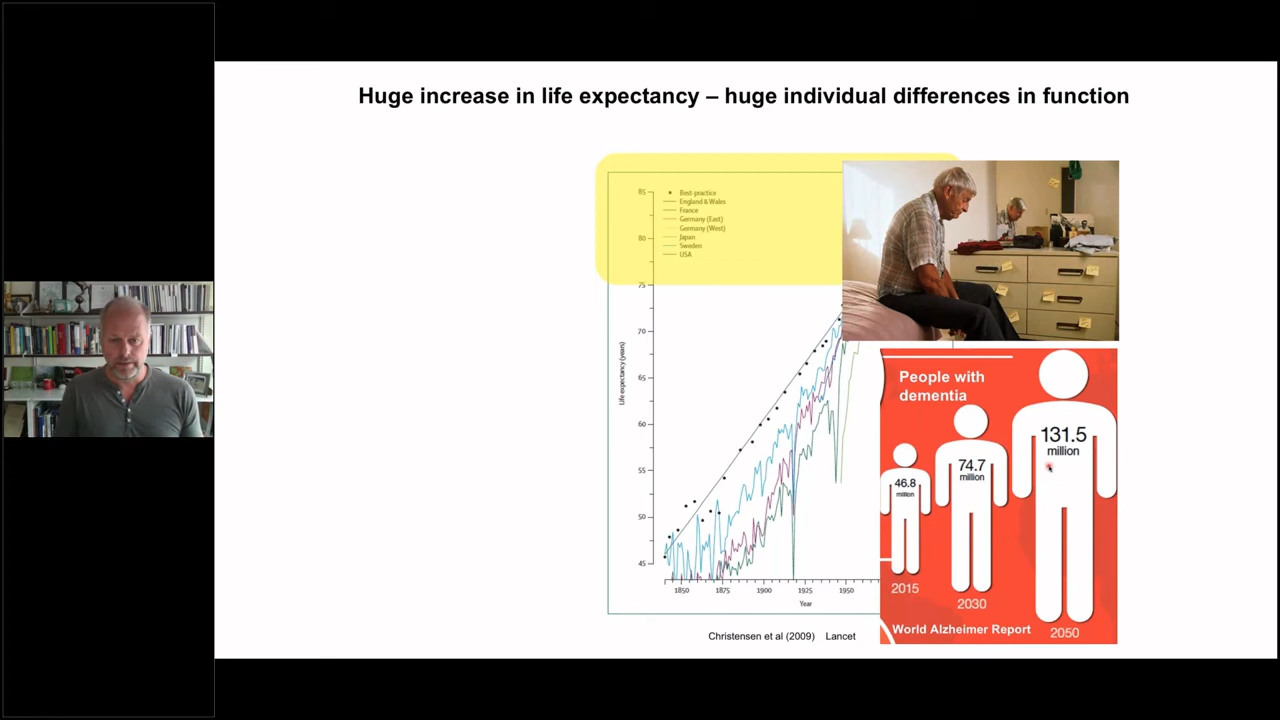 Huge increase in life expectancy – huge individual differences in function
85
80
75
70
65
60
55
50
45
Life expectancy (years)
Best-practice
England & Wales
France
Germany (East)
Germany (West)
Japan
Sweden
USA
1850 1875 1900 1925 1950
Year
Christensen et al (2009) Lancet
People with
dementia
46.8
million
74.7
million
131.5
million
2015
2030
2050
World Alzheimer Report